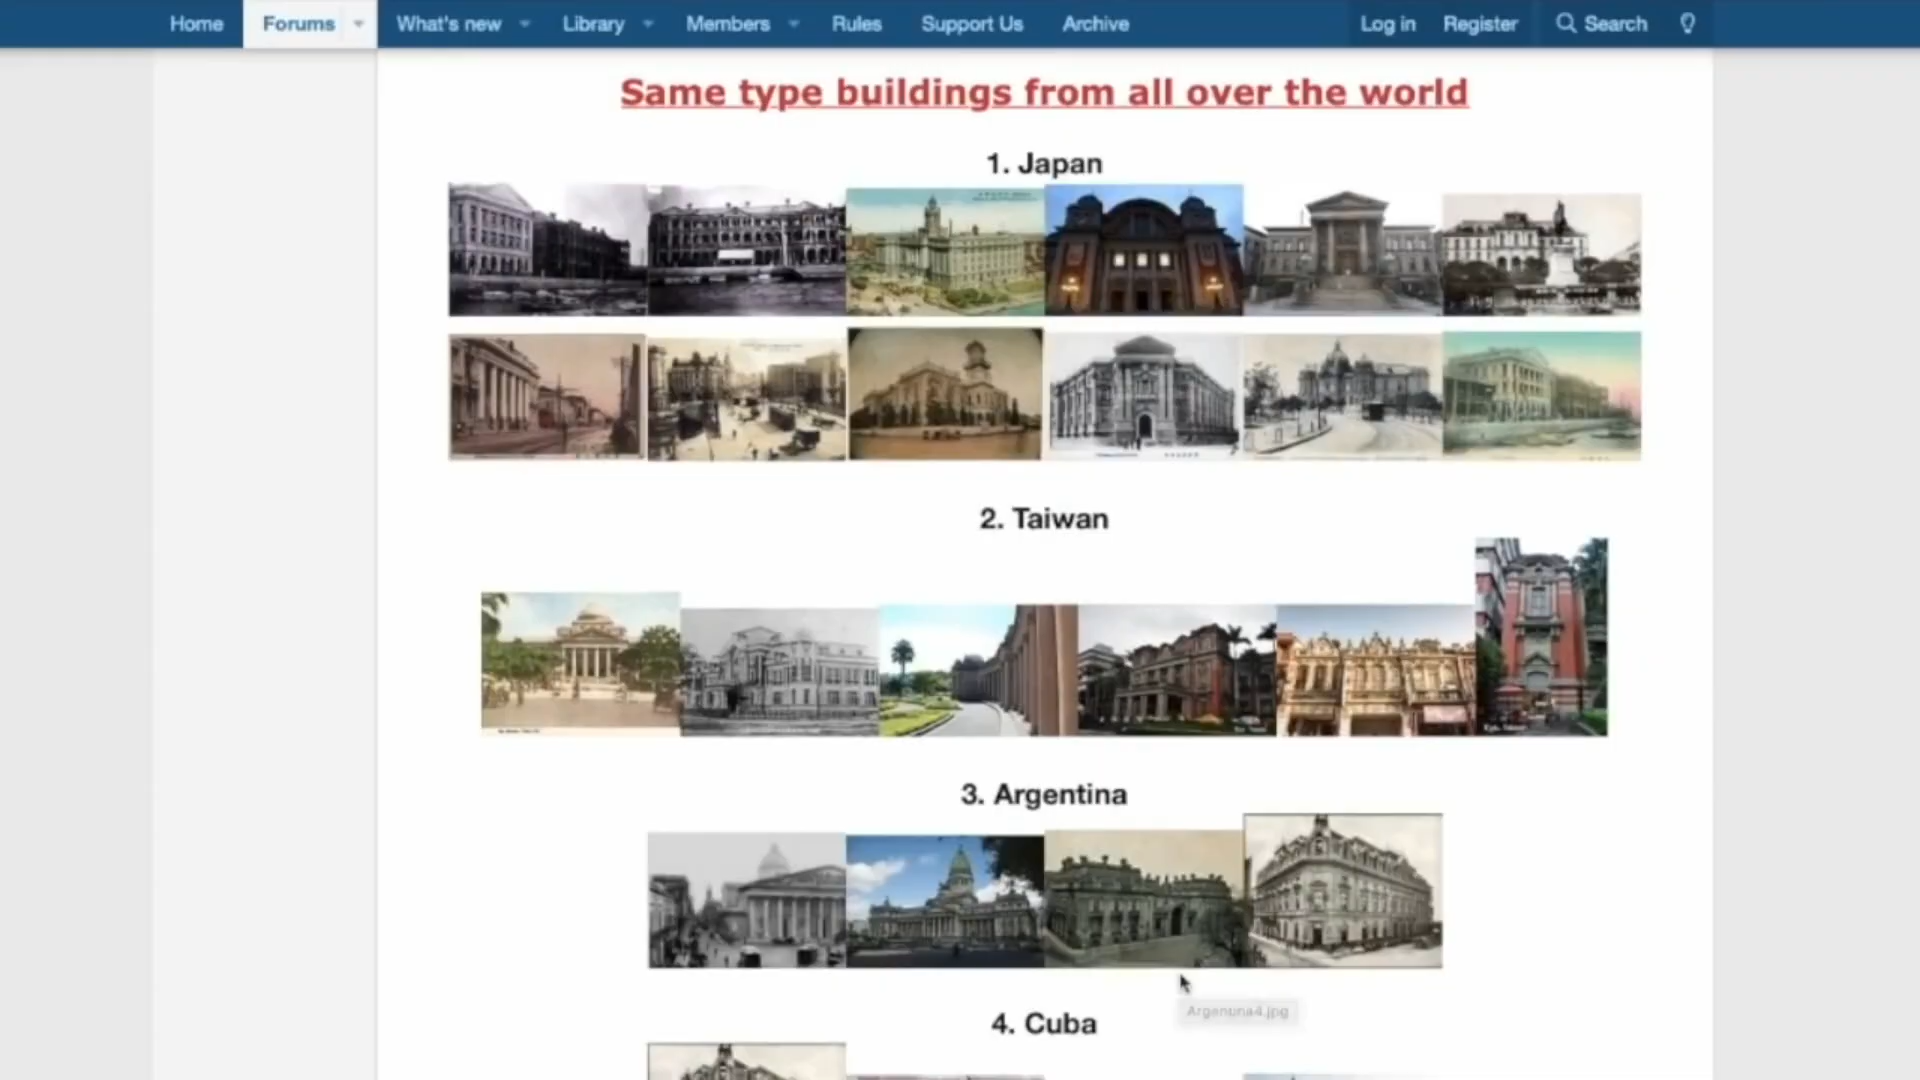 Home Forums What's new Library Members Rules Support Us Archive Log in Register Search
Same type buildings from all over the world
1. Japan
2. Taiwan
3. Argentina
4. Cuba